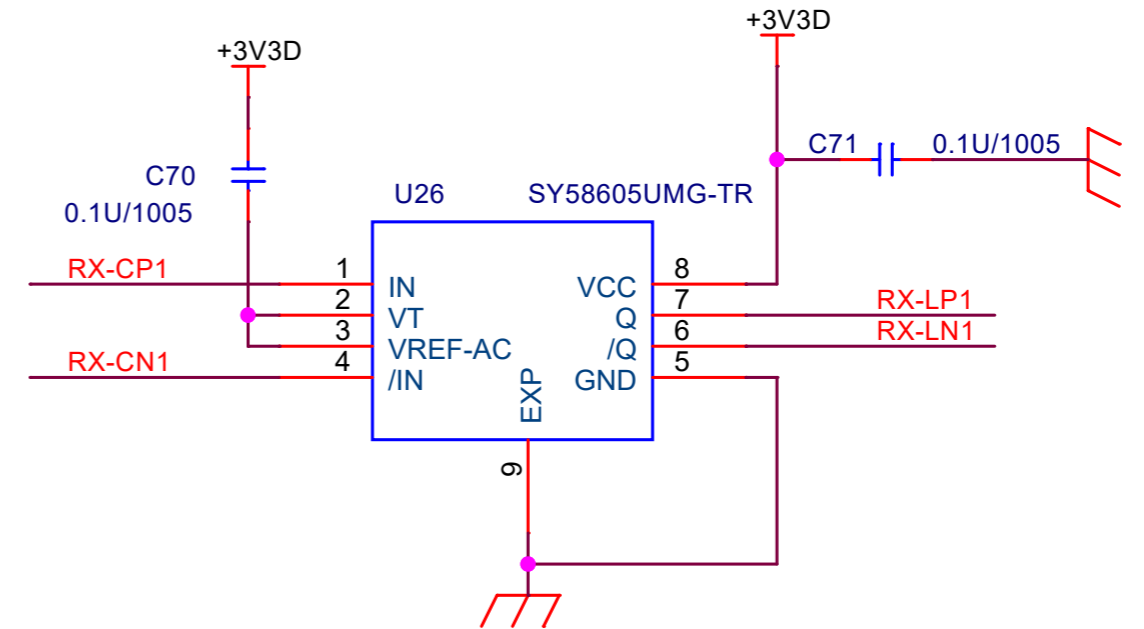 +3V3D
+3V3D
C71 0.1U/1005
C70
0.1U/1005
U26 SY58605UMG-TR
RX-CP1 1 IN VCC 8
2 VT Q 7 RX-LP1
3 VREF-AC /Q 6 RX-LN1
RX-CN1 4 /IN GND 5
EXP
9